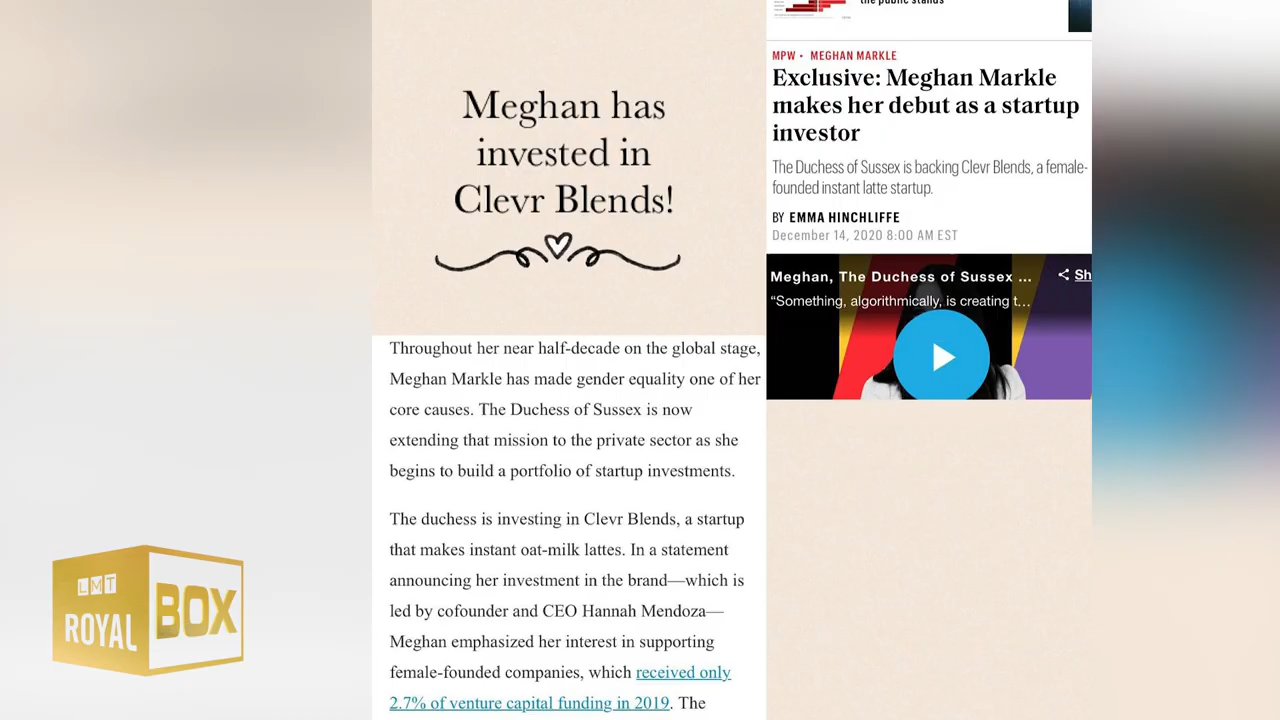 Meghan has
invested in
Clevr Blends!
Throughout her near half-decade on the global stage,
Meghan Markle has made gender equality one of her
core causes. The Duchess of Sussex is now
extending that mission to the private sector as she
begins to build a portfolio of startup investments.
The duchess is investing in Clevr Blends, a startup
that makes instant oat-milk lattes. In a statement
announcing her investment in the brand—which is
led by cofounder and CEO Hannah Mendoza—
Meghan emphasized her interest in supporting
female-founded companies, which received only
2.7% of venture capital funding in 2019. The
the public stands
MPW • MEGHAN MARKLE
Exclusive: Meghan Markle
makes her debut as a startup
investor
The Duchess of Sussex is backing Clevr Blends, a female-
founded instant latte startup.
BY EMMA HINCHLIFFE
December 14, 2020 8:00 AM EST
Meghan, The Duchess of Sussex ...
Sh
“Something, algorithmically, is creating t...
LMT
ROYAL
BOX